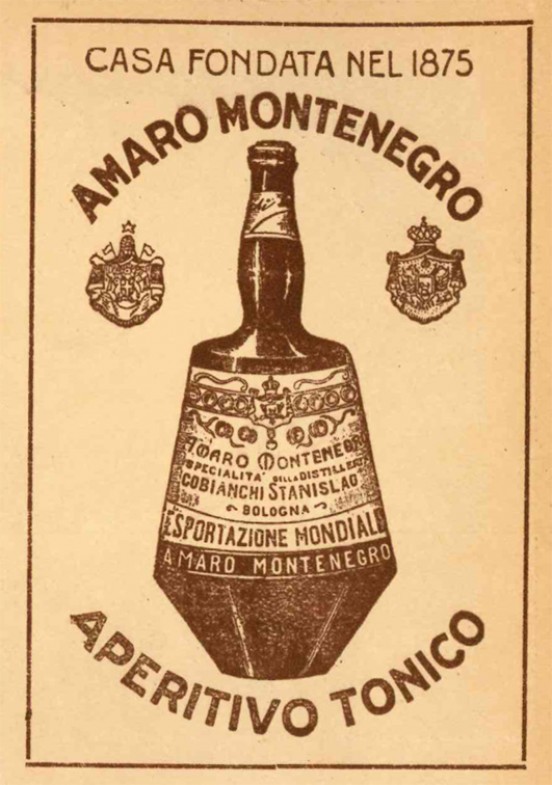 CASA FONDATA NEL 1875
AMARO MONTENEGRO
AMARO MONTENEGRO
SPECIALITA' DELLA DISTILLERIA
COBIANCHI STANISLAO
BOLOGNA
ESPORTAZIONE MONDIALE
AMARO MONTENEGRO
APERITIVO TONICO